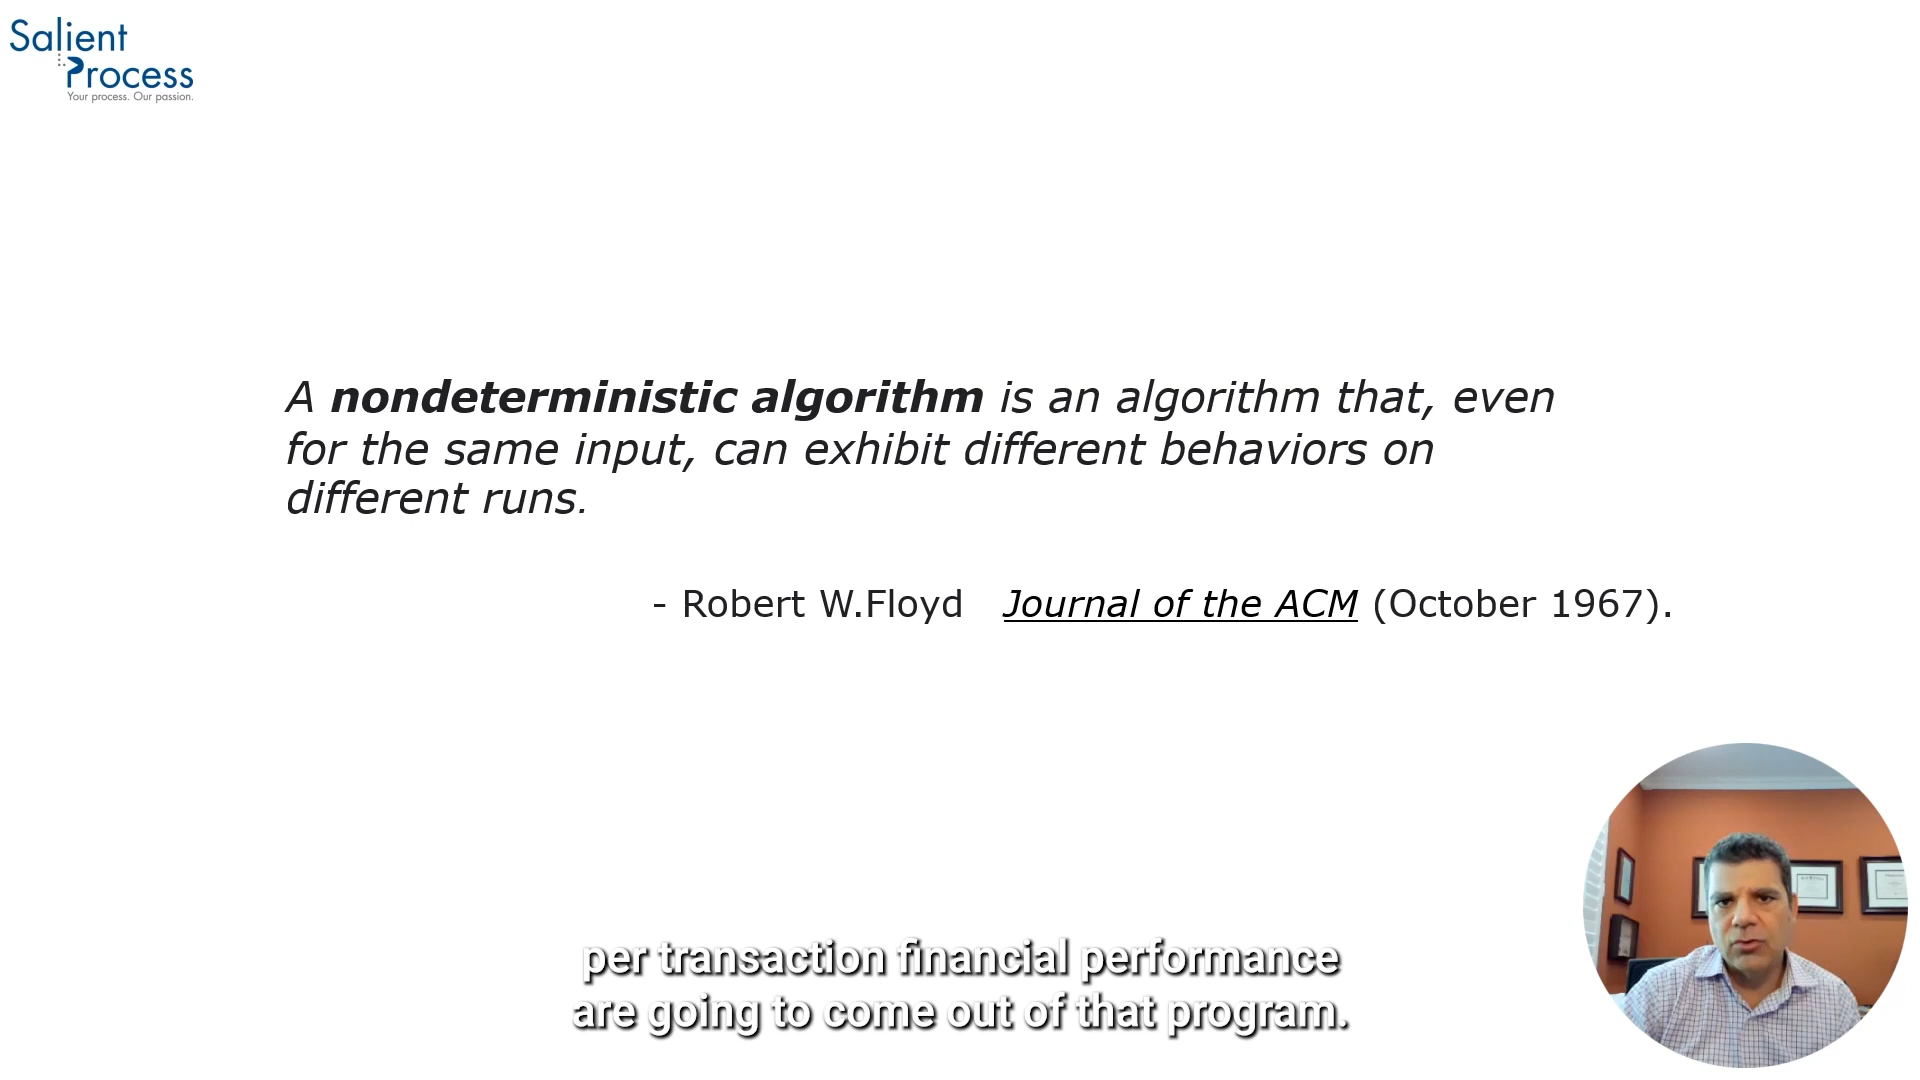 Salient
Process
Your process. Our passion.
A nondeterministic algorithm is an algorithm that, even
for the same input, can exhibit different behaviors on
different runs.
- Robert W.Floyd Journal of the ACM (October 1967).
per transaction financial performance
are going to come out of that program.